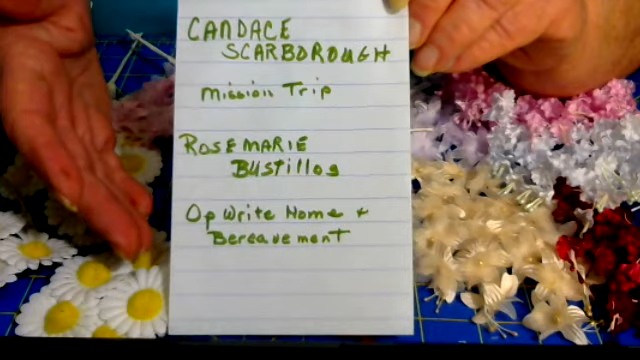 CANDACE
SCARBOROUGH
Mission Trip
ROSEMARIE
BUSTillos
Op Write Home +
Bereavement